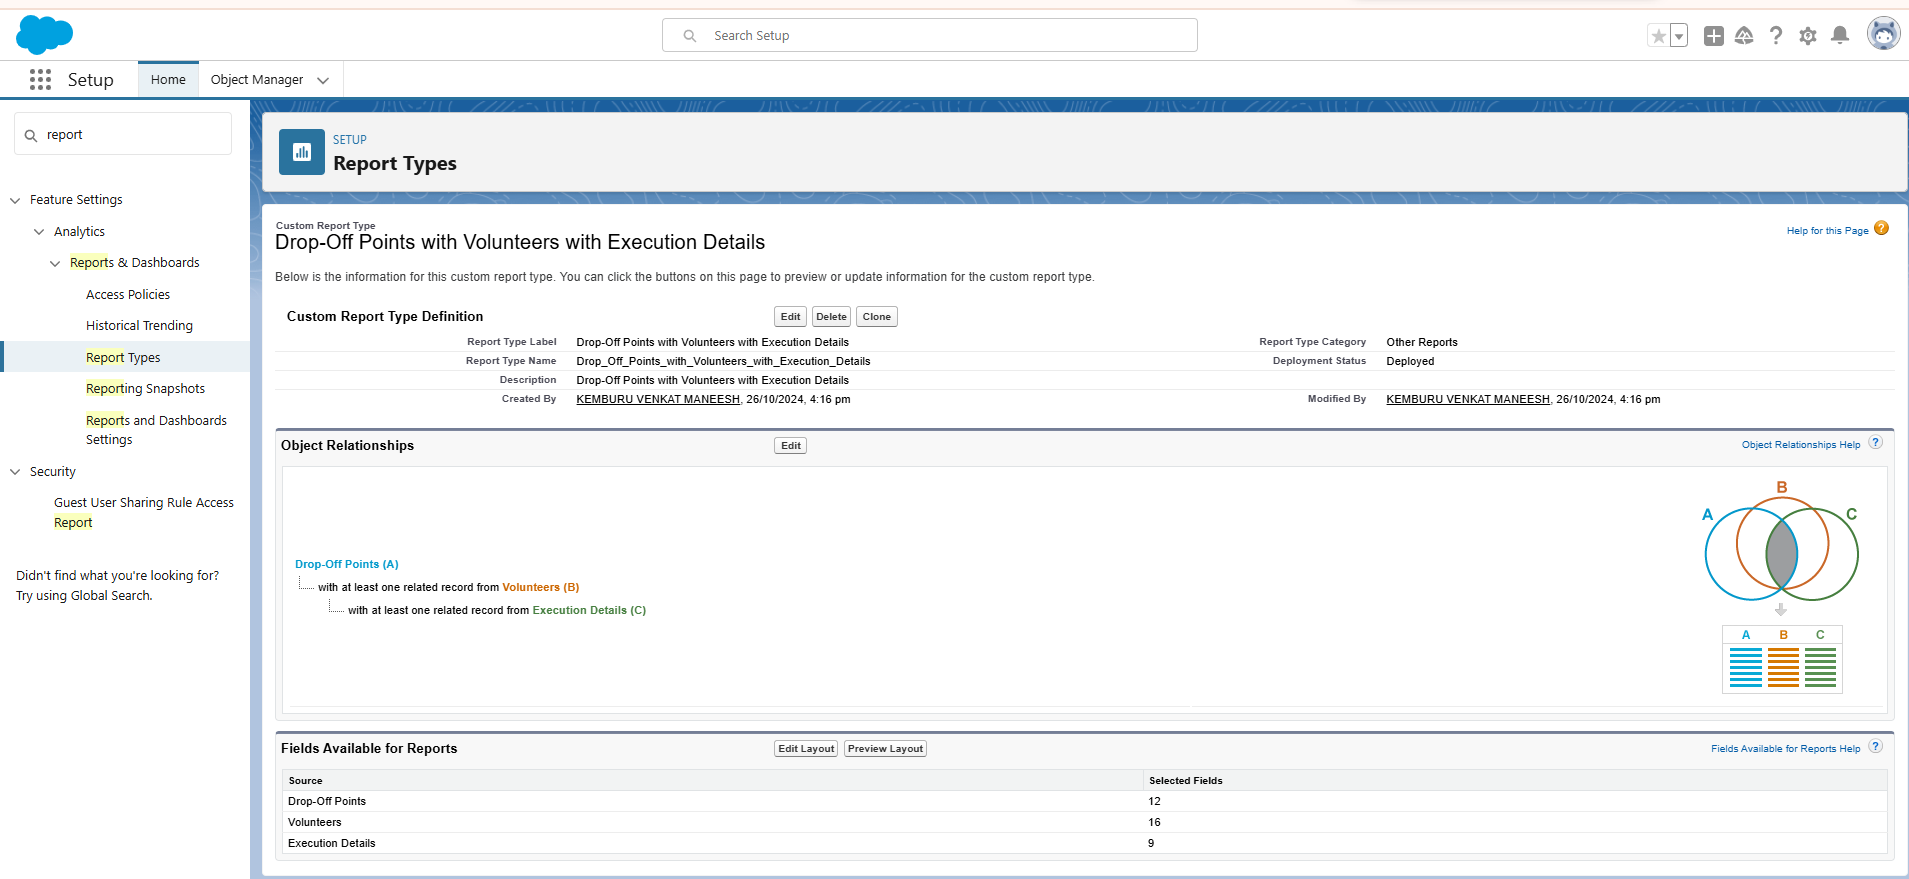 Search Setup
Setup
Home
Object Manager
report
Feature Settings
Analytics
Reports & Dashboards
Access Policies
Historical Trending
Report Types
Reporting Snapshots
Reports and Dashboards
Settings
Security
Guest User Sharing Rule Access
Report
Didn't find what you're looking for?
Try using Global Search.
SETUP
Report Types
Custom Report Type
Drop-Off Points with Volunteers with Execution Details
Help for this Page ?
Below is the information for this custom report type. You can click the buttons on this page to preview or update information for the custom report type.
Custom Report Type Definition Edit Delete Clone
Report Type Label Drop-Off Points with Volunteers with Execution Details Report Type Category Other Reports
Report Type Name Drop_Off_Points_with_Volunteers_with_Execution_Details Deployment Status Deployed
Description Drop-Off Points with Volunteers with Execution Details
Created By KEMBURU VENKAT MANEESH, 26/10/2024, 4:16 pm Modified By KEMBURU VENKAT MANEESH, 26/10/2024, 4:16 pm
Object Relationships Edit Object Relationships Help ?
Drop-Off Points (A)
with at least one related record from Volunteers (B)
with at least one related record from Execution Details (C)
B
A C
A B C
Fields Available for Reports Edit Layout Preview Layout Fields Available for Reports Help ?
Source Selected Fields
Drop-Off Points 12
Volunteers 16
Execution Details 9